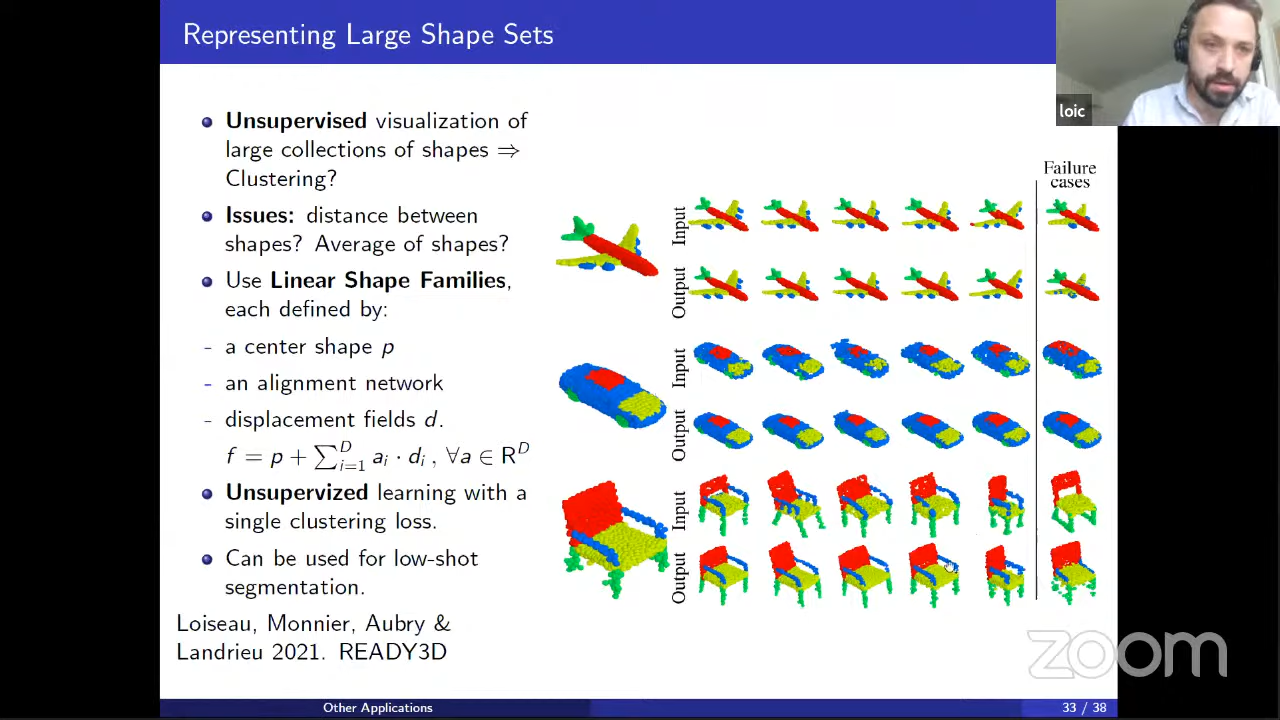 Representing Large Shape Sets
loic
Unsupervised visualization of
large collections of shapes ⇒
Clustering?
Issues: distance between
shapes? Average of shapes?
Use Linear Shape Families,
each defined by:
- a center shape p
- an alignment network
- displacement fields d.
f = p + ∑_{i=1}^{D} a_i · d_i , ∀a ∈ R^D
Unsupervized learning with a
single clustering loss.
Can be used for low-shot
segmentation.
Loiseau, Monnier, Aubry &
Landrieu 2021. READY3D
Failure
cases
Input
Output
Input
Output
Input
Output
zoom
Other Applications
33 / 38